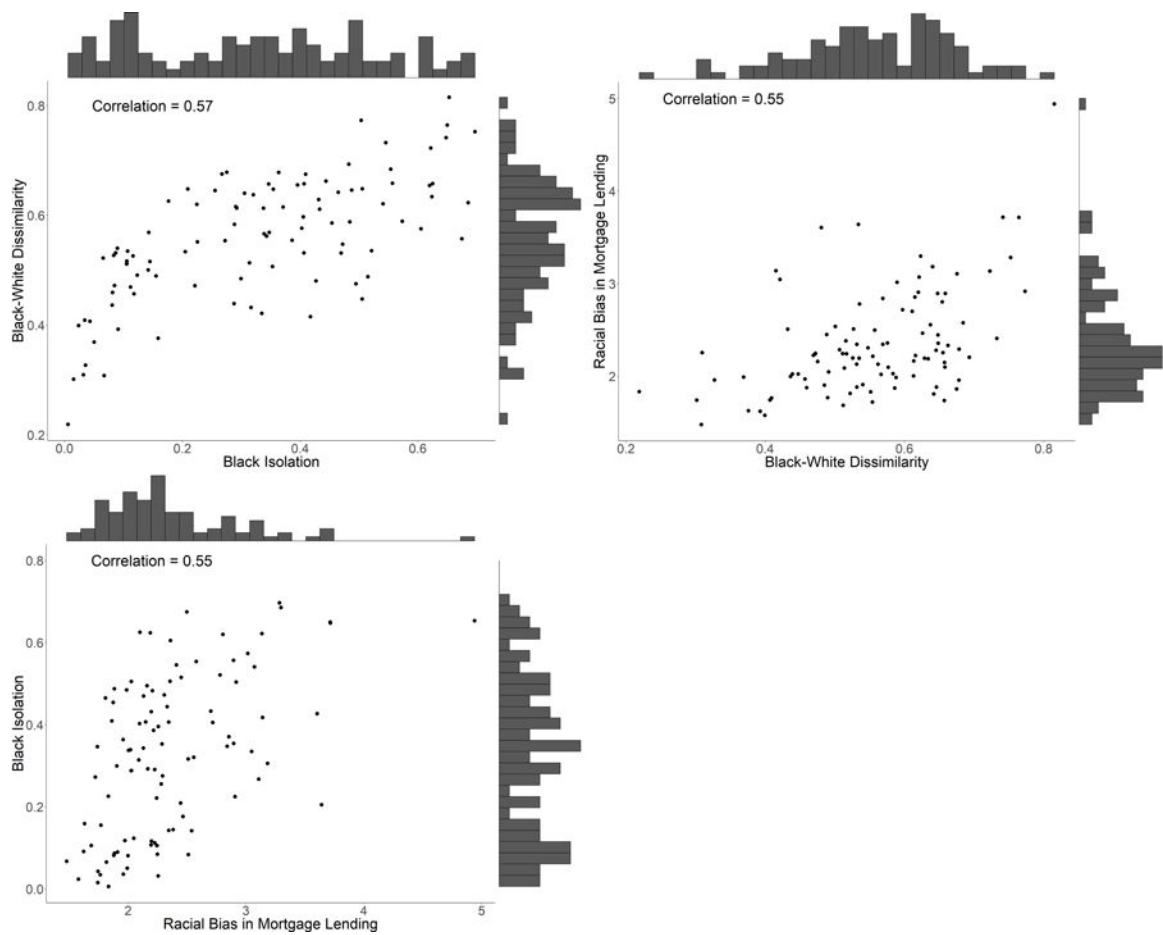 Correlation = 0.57
0.8
0.6
0.4
0.2
Black-White Dissimilarity
0.0
0.2
0.4
0.6
Black Isolation
Correlation = 0.55
5
4
3
2
Racial Bias in Mortgage Lending
0.2
0.4
0.6
0.8
Black-White Dissimilarity
Correlation = 0.55
0.8
0.6
0.4
0.2
0.0
Black Isolation
2
3
4
5
Racial Bias in Mortgage Lending